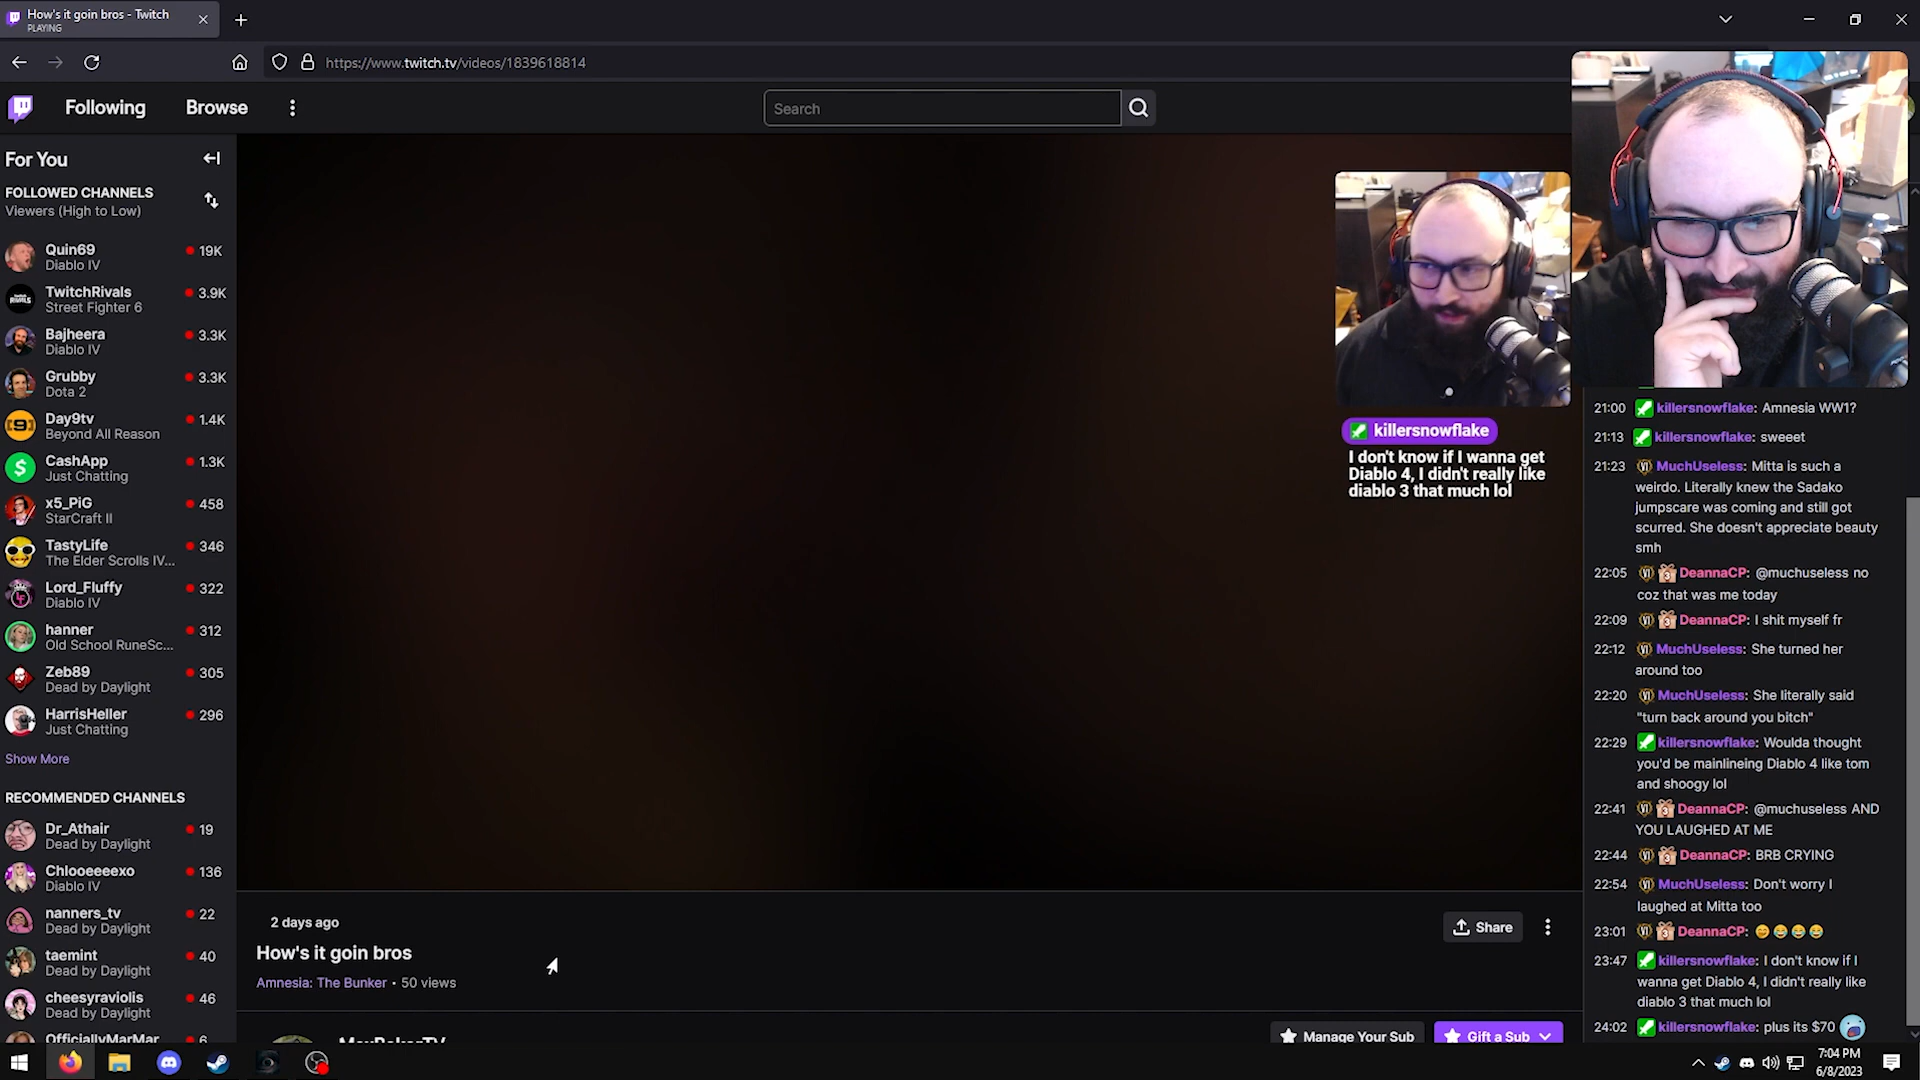 How's it goin bros - Twitch
PLAYING
https://www.twitch.tv/videos/1839618814
Following
Browse
Search
For You
FOLLOWED CHANNELS
Viewers (High to Low)
Quin69
19K
Diablo IV
TwitchRivals
3.9K
Street Fighter 6
Bajheera
3.3K
Diablo IV
Grubby
3.3K
Dota 2
Day9tv
1.4K
Beyond All Reason
CashApp
1.3K
Just Chatting
x5_PiG
458
StarCraft II
TastyLife
346
The Elder Scrolls IV...
Lord_Fluffy
322
Diablo IV
hanner
312
Old School RuneSc...
Zeb89
305
Dead by Daylight
HarrisHeller
296
Just Chatting
Show More
RECOMMENDED CHANNELS
Dr_Athair
19
Dead by Daylight
Chlooeeeexo
136
Diablo IV
nanners_tv
22
Dead by Daylight
taemint
40
Dead by Daylight
cheesyraviolis
46
Dead by Daylight
OfficiallyMarMar
6
killersnowflake
I don't know if I wanna get
Diablo 4, I didn't really like
diablo 3 that much lol
2 days ago
How's it goin bros
Amnesia: The Bunker • 50 views
Share
MaxBakerTV
Manage Your Sub
Gift a Sub
21:00 killersnowflake: Amnesia WW1?
21:13 killersnowflake: sweeet
21:23 MuchUseless: Mitta is such a
weirdo. Literally knew the Sadako
jumpscare was coming and still got
scurred. She doesn't appreciate beauty
smh
22:05 DeannaCP: @muchuseless no
coz that was me today
22:09 DeannaCP: I shit myself fr
22:12 MuchUseless: She turned her
around too
22:20 MuchUseless: She literally said
"turn back around you bitch"
22:29 killersnowflake: Woulda thought
you'd be mainlineing Diablo 4 like tom
and shoogy lol
22:41 DeannaCP: @muchuseless AND
YOU LAUGHED AT ME
22:44 DeannaCP: BRB CRYING
22:54 MuchUseless: Don't worry I
laughed at Mitta too
23:01 DeannaCP: 😊😂😂😂
23:47 killersnowflake: I don't know if I
wanna get Diablo 4, I didn't really like
diablo 3 that much lol
24:02 killersnowflake: plus its $70
7:04 PM
6/8/2023